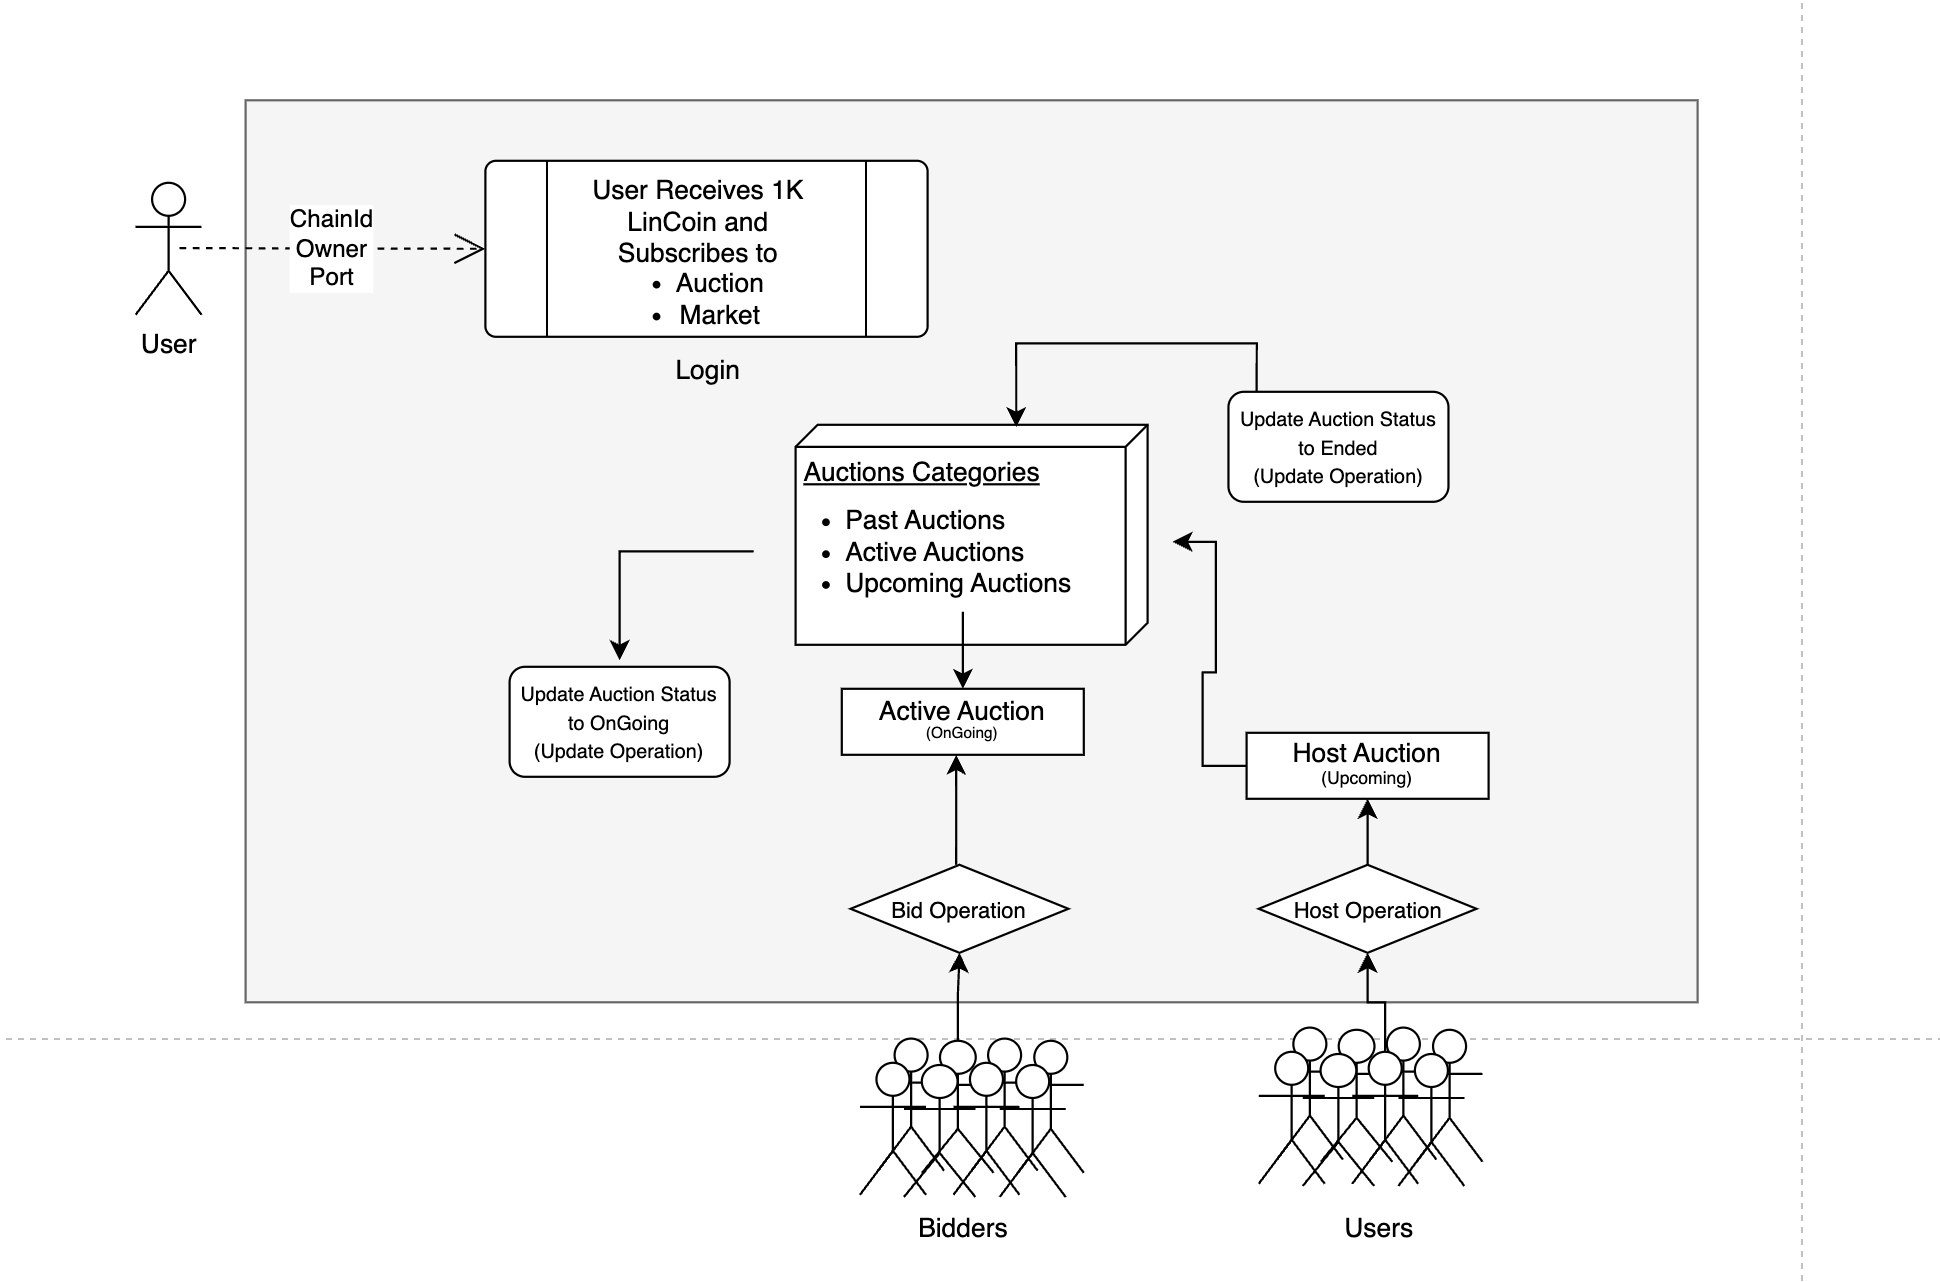 User Receives 1K
LinCoin and
Subscribes to
• Auction
• Market
ChainId
Owner
Port
User
Login
Update Auction Status
to Ended
(Update Operation)
Auctions Categories
• Past Auctions
• Active Auctions
• Upcoming Auctions
Update Auction Status
to OnGoing
(Update Operation)
Active Auction
(OnGoing)
Host Auction
(Upcoming)
Bid Operation
Host Operation
Bidders
Users